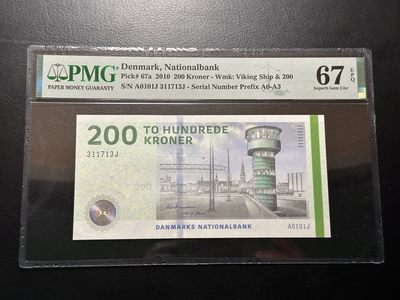 PMG
PAPER MONEY GUARANTY
Denmark, Nationalbank
Pick# 67a 2010 200 Kroner - Wmk: Viking Ship & 200
S/N A0101J 311713J - Serial Number Prefix A0-A3
67 EPQ
Superb Gem Unc
200 TO HUNDREDE
KRONER
311713J
200
DANMARKS NATIONALBANK
A0101J